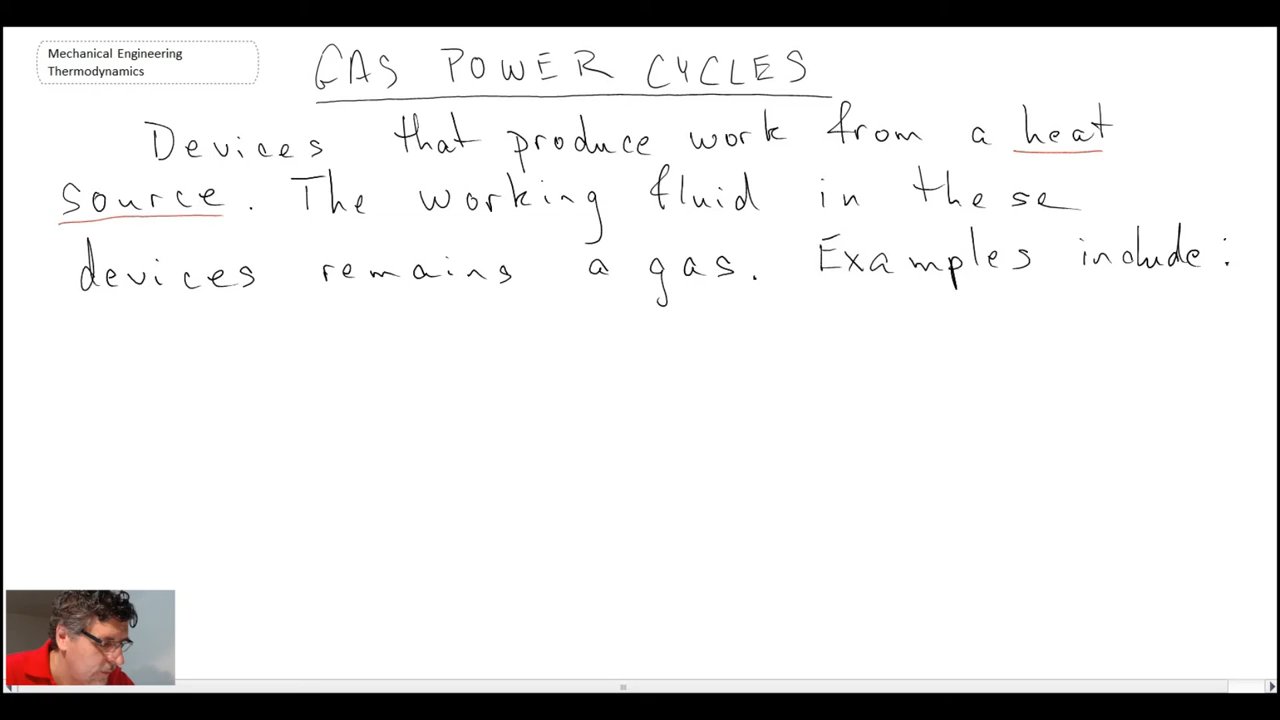 Mechanical Engineering
Thermodynamics
GAS POWER CYCLES
Devices that produce work from a heat
source. The working fluid in these
devices remains a gas. Examples include: